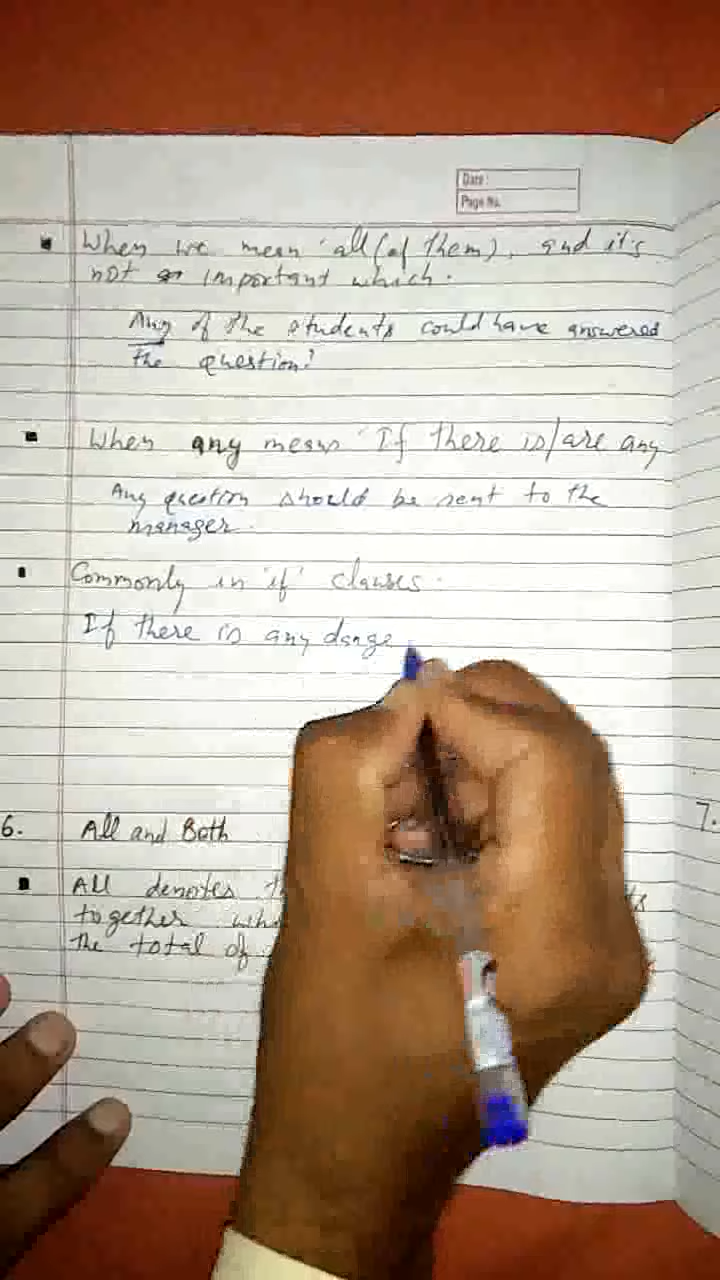 Date:
Page No.
When we mean 'all (of them), and it's
not important which.
Any of the students could have answered
the question?
When any means 'If there is/are any
Any question should be sent to the
manager.
Commonly in 'if' clauses.
If there is any dange
6. All and Both
7.
All denotes
together
the total of